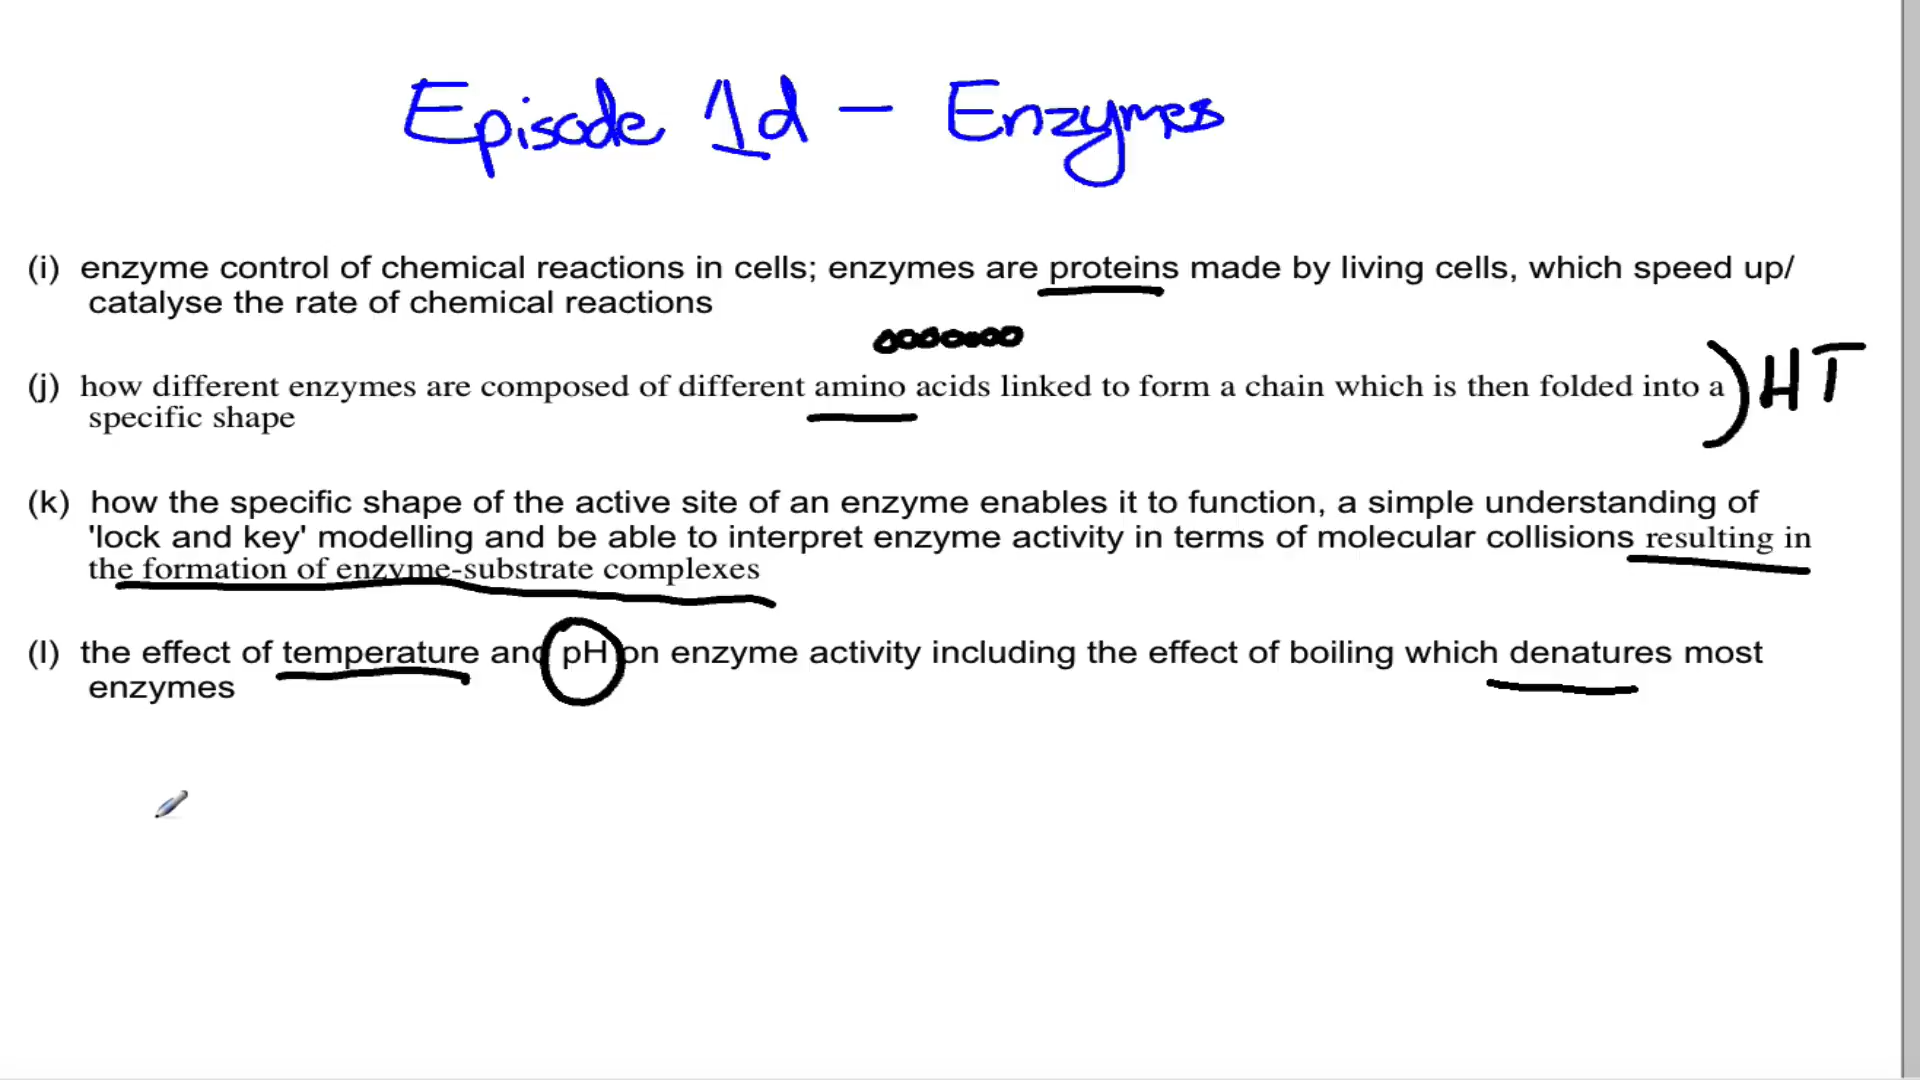 Episode 1d - Enzymes
(i) enzyme control of chemical reactions in cells; enzymes are proteins made by living cells, which speed up/
catalyse the rate of chemical reactions
(j) how different enzymes are composed of different amino acids linked to form a chain which is then folded into a
specific shape
HT
(k) how the specific shape of the active site of an enzyme enables it to function, a simple understanding of
'lock and key' modelling and be able to interpret enzyme activity in terms of molecular collisions resulting in
the formation of enzyme-substrate complexes
(l) the effect of temperature and pH on enzyme activity including the effect of boiling which denatures most
enzymes